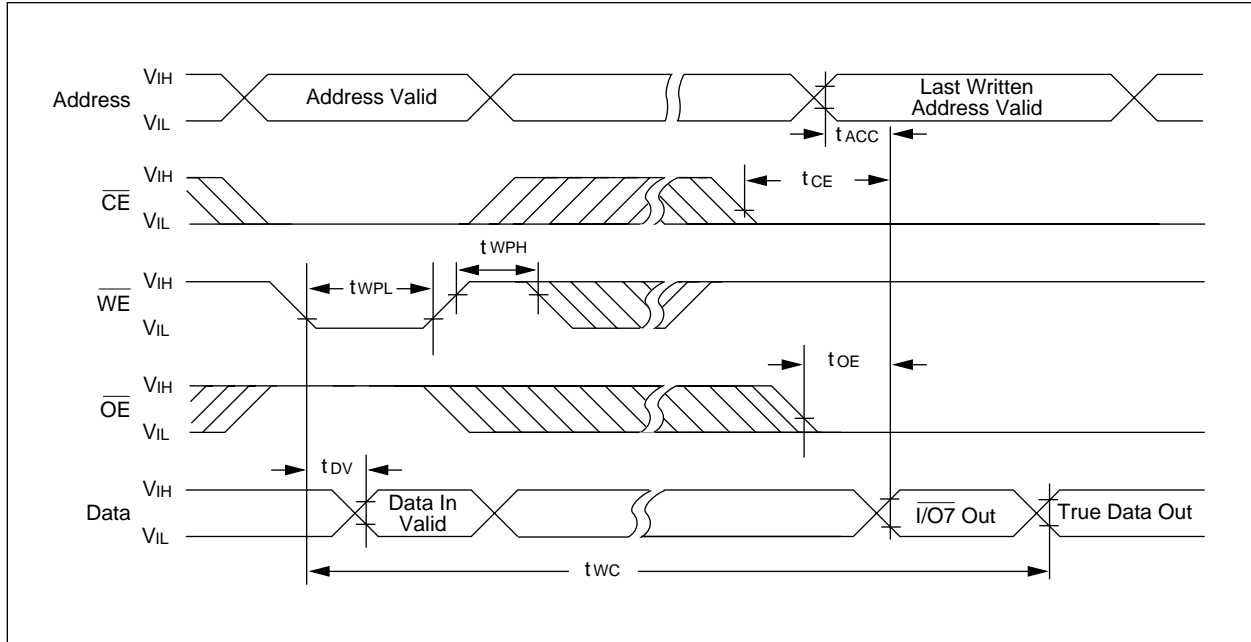 Address
VIH
VIL
Address Valid
Last Written
Address Valid
tACC
CE
VIH
VIL
tCE
WE
VIH
VIL
tWPL
tWPH
OE
VIH
VIL
tOE
Data
VIH
VIL
tDV
Data In
Valid
I/O7 Out
True Data Out
tWC